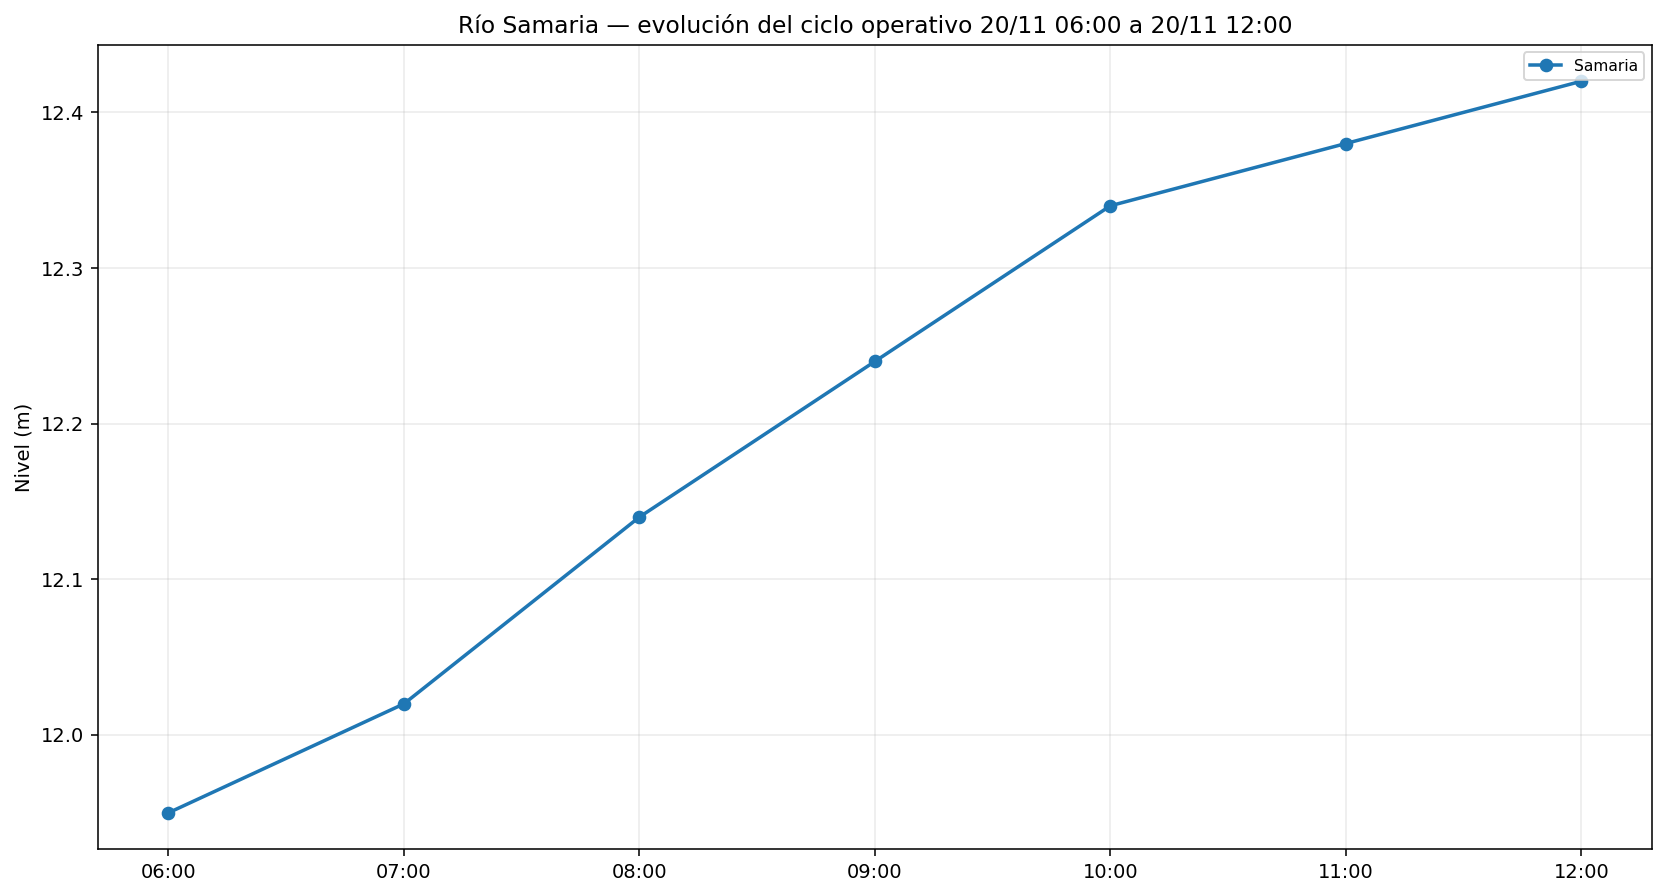 Río Samaria — evolución del ciclo operativo 20/11 06:00 a 20/11 12:00
Samaria
Nivel (m)
12.4
12.3
12.2
12.1
12.0
06:00 07:00 08:00 09:00 10:00 11:00 12:00